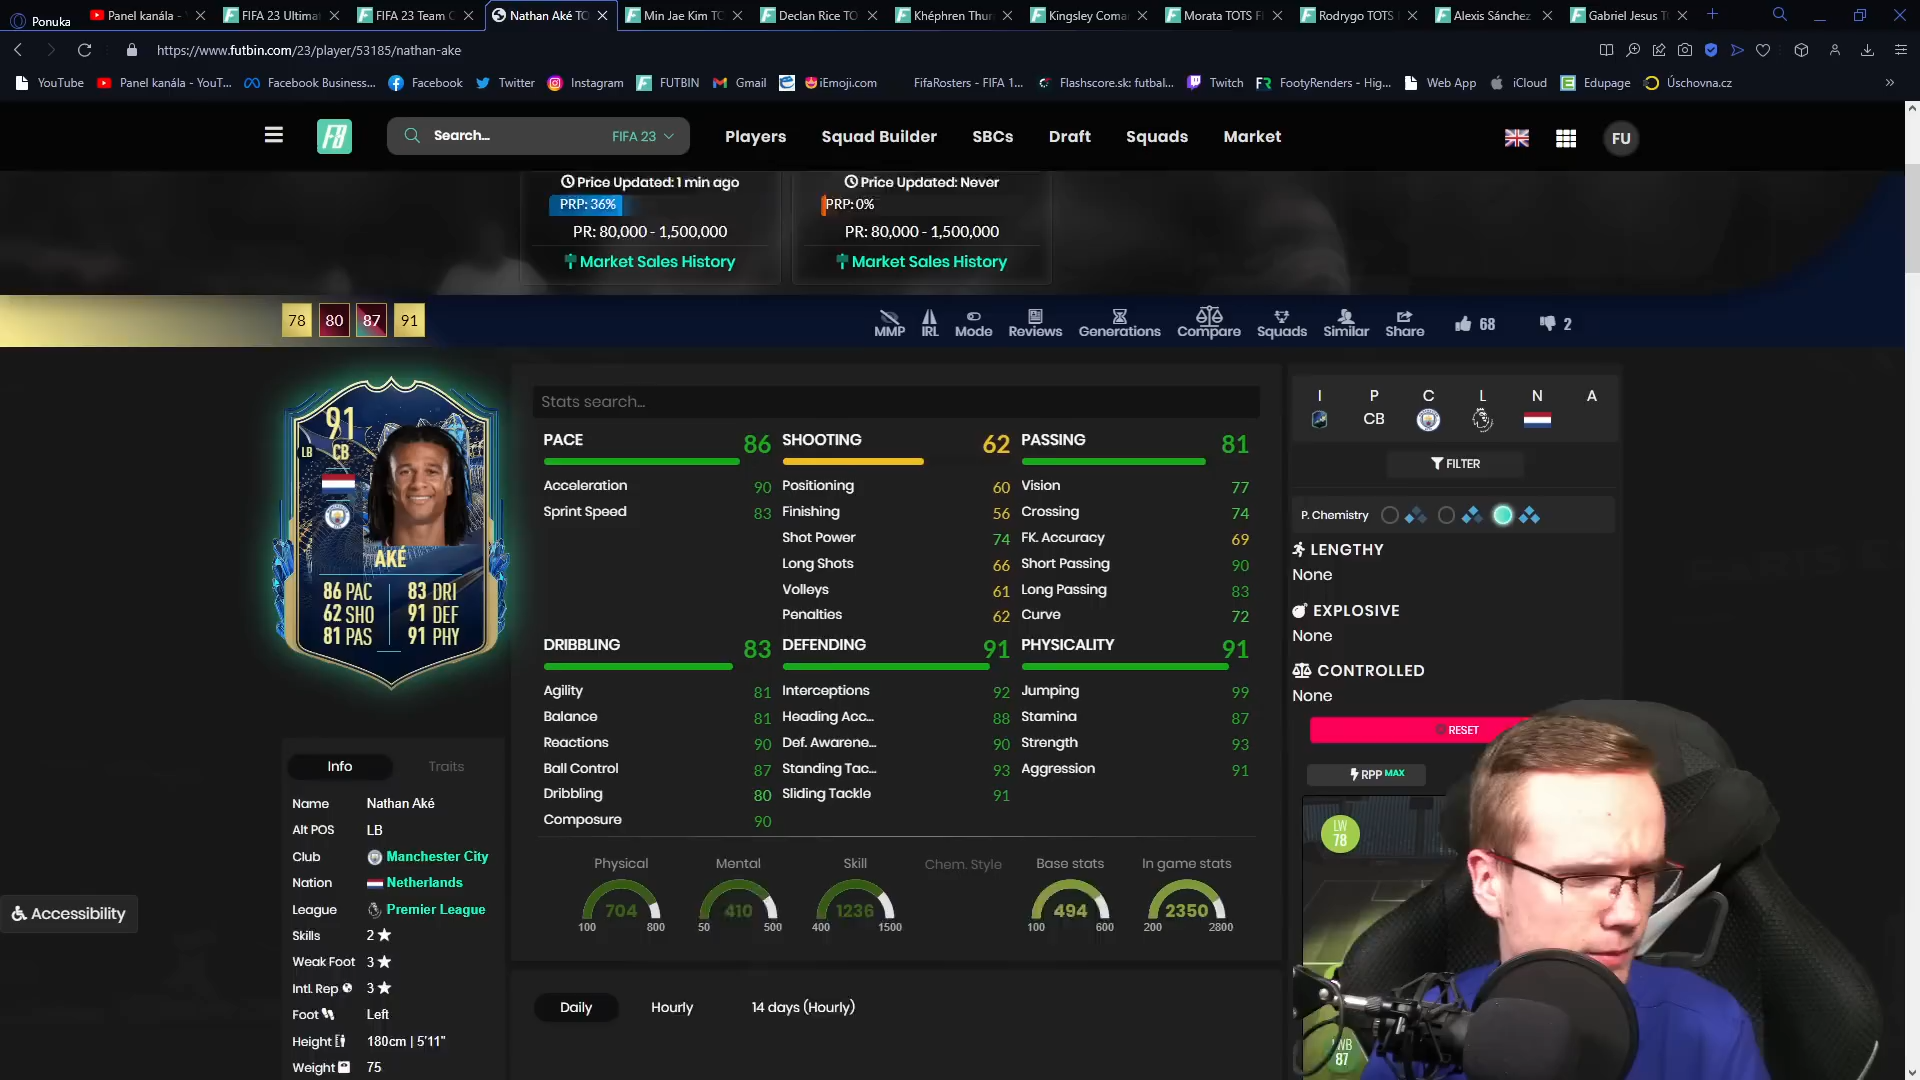 Ponuka
Panel kanála -
FIFA 23 Ultimat
FIFA 23 Team C
Nathan Aké TO
Min Jae Kim TO
Declan Rice TO
Khéphren Thur
Kingsley Coma
Morata TOTS F
Rodrygo TOTS
Alexis Sánchez
Gabriel Jesus T
https://www.futbin.com/23/player/53185/nathan-ake
YouTube
Panel kanála - YouT...
Facebook Business...
Facebook
Twitter
Instagram
FUTBIN
Gmail
iEmoji.com
FifaRosters - FIFA 1...
Flashscore.sk: futbal...
Twitch
FootyRenders - Hig...
Web App
iCloud
Edupage
Úschovna.cz
Search...
FIFA 23
Players
Squad Builder
SBCs
Draft
Squads
Market
FU
Price Updated: 1 min ago
PRP: 36%
PR: 80,000 - 1,500,000
Market Sales History
Price Updated: Never
PRP: 0%
PR: 80,000 - 1,500,000
Market Sales History
78 80 87 91
MMP
IRL
Mode
Reviews
Generations
Compare
Squads
Similar
Share
68
2
91
CB
LB
AKÉ
86 PAC 83 DRI
62 SHO 91 DEF
81 PAS 91 PHY
Stats search...
PACE 86
Acceleration 90
Sprint Speed 83
SHOOTING 62
Positioning 60
Finishing 56
Shot Power 74
Long Shots 66
Volleys 61
Penalties 62
PASSING 81
Vision 77
Crossing 74
FK. Accuracy 69
Short Passing 90
Long Passing 83
Curve 72
DRIBBLING 83
Agility 81
Balance 81
Reactions 90
Ball Control 87
Dribbling 80
Composure 90
DEFENDING 91
Interceptions 92
Heading Acc... 88
Def. Awarene... 90
Standing Tac... 93
Sliding Tackle 91
PHYSICALITY 91
Jumping 99
Stamina 87
Strength 93
Aggression 91
Physical
704
100 800
Mental
410
50 500
Skill
1236
400 1500
Chem. Style
Base stats
494
100 600
In game stats
2350
200 2800
Daily
Hourly
14 days (Hourly)
Info
Traits
Name Nathan Aké
Alt POS LB
Club Manchester City
Nation Netherlands
League Premier League
Skills 2
Weak Foot 3
Intl. Rep 3
Foot Left
Height 180cm | 5'11"
Weight 75
Accessibility
I P C L N A
CB
FILTER
P. Chemistry
LENGTHY
None
EXPLOSIVE
None
CONTROLLED
None
RESET
RPP MAX
LW
78
87